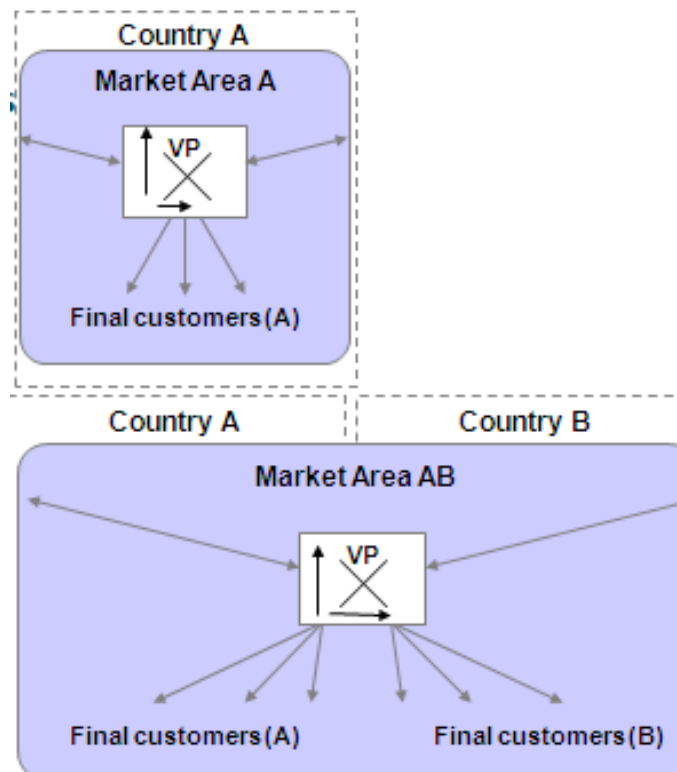 Country A
Market Area A
VP
Final customers(A)
Country A Country B
Market Area AB
VP
Final customers(A) Final customers(B)